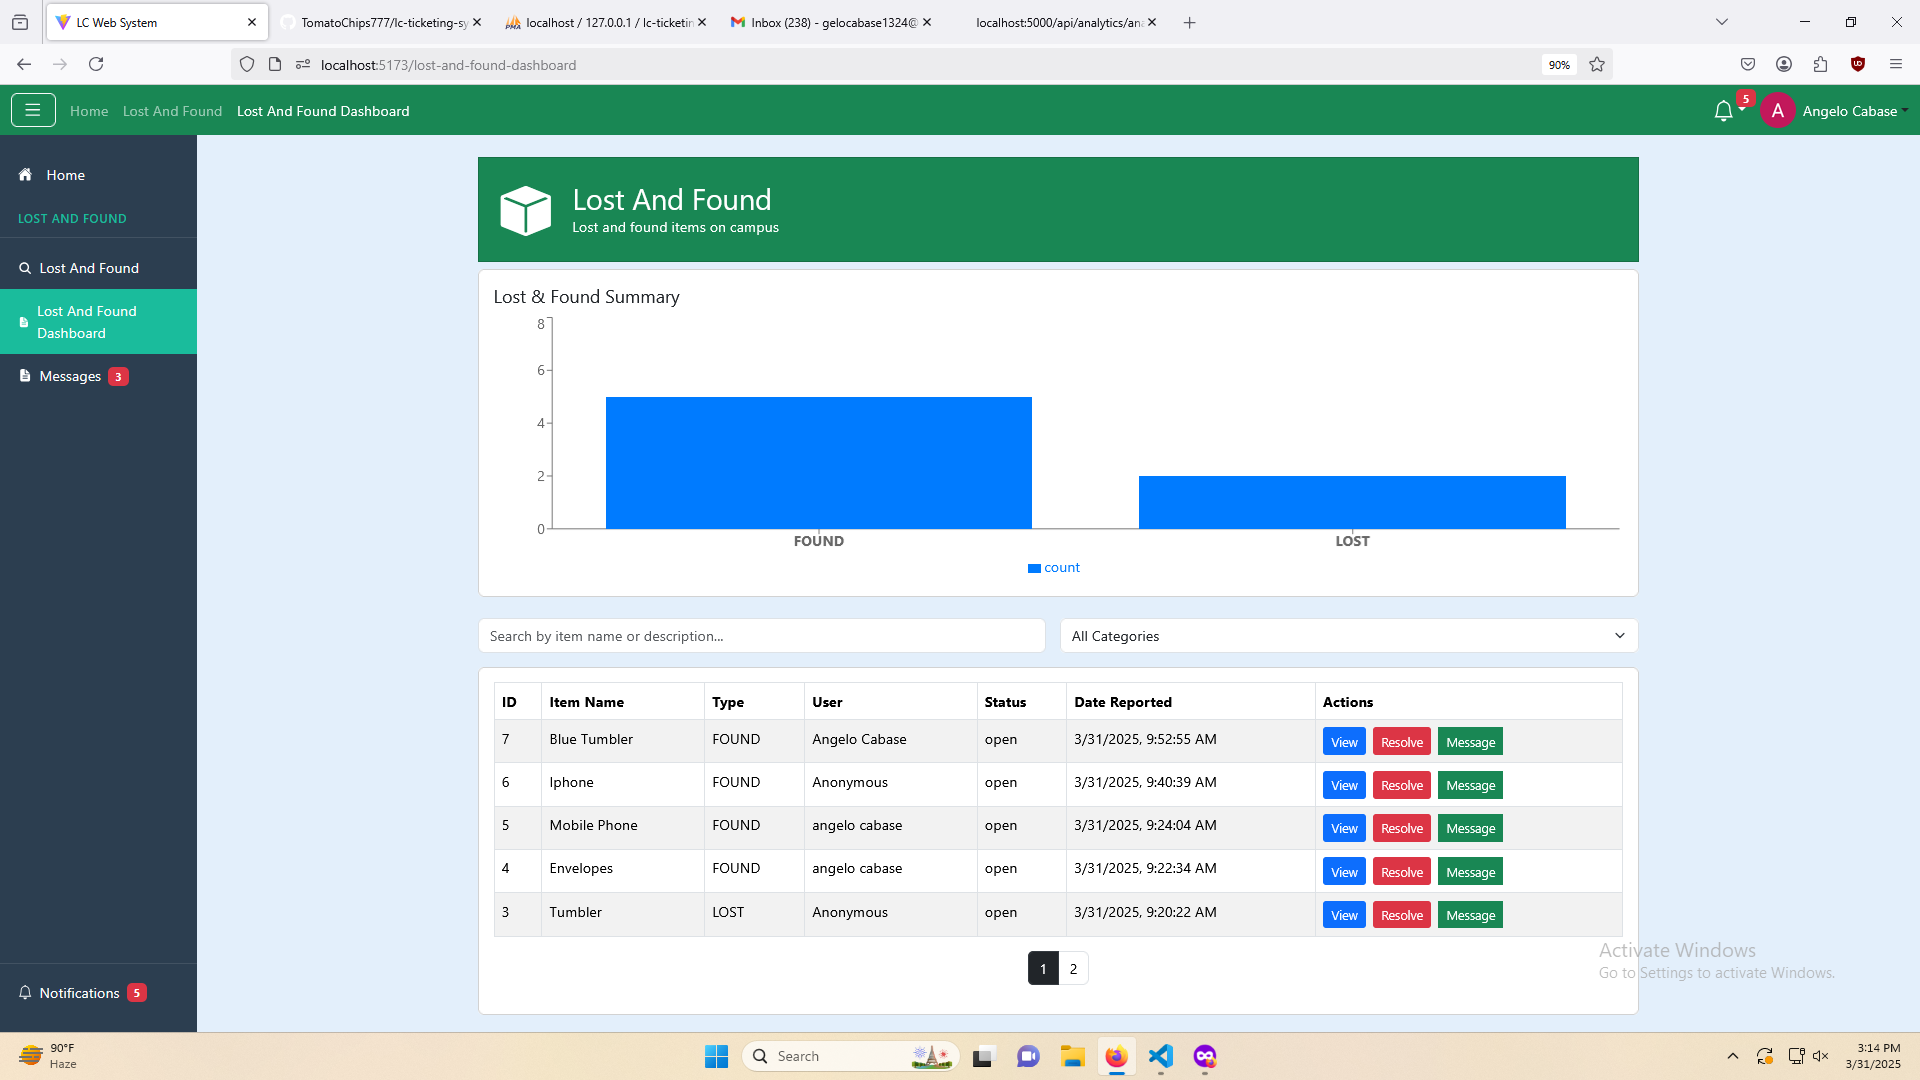 LC Web System
TomatoChips777/lc-ticketing-sy
localhost / 127.0.0.1 / lc-ticketin
Inbox (238) - gelocabase1324@
localhost:5000/api/analytics/ana
localhost:5173/lost-and-found-dashboard
90%
Home
Lost And Found
Lost And Found Dashboard
5
A
Angelo Cabase
Home
LOST AND FOUND
Lost And Found
Lost And Found
Dashboard
Messages 3
Notifications 5
Lost And Found
Lost and found items on campus
Lost & Found Summary
8
6
4
2
0
FOUND
LOST
count
Search by item name or description...
All Categories
ID Item Name Type User Status Date Reported Actions
7 Blue Tumbler FOUND Angelo Cabase open 3/31/2025, 9:52:55 AM View Resolve Message
6 Iphone FOUND Anonymous open 3/31/2025, 9:40:39 AM View Resolve Message
5 Mobile Phone FOUND angelo cabase open 3/31/2025, 9:24:04 AM View Resolve Message
4 Envelopes FOUND angelo cabase open 3/31/2025, 9:22:34 AM View Resolve Message
3 Tumbler LOST Anonymous open 3/31/2025, 9:20:22 AM View Resolve Message
1 2
Activate Windows
Go to Settings to activate Windows.
90°F
Haze
Search
3:14 PM
3/31/2025